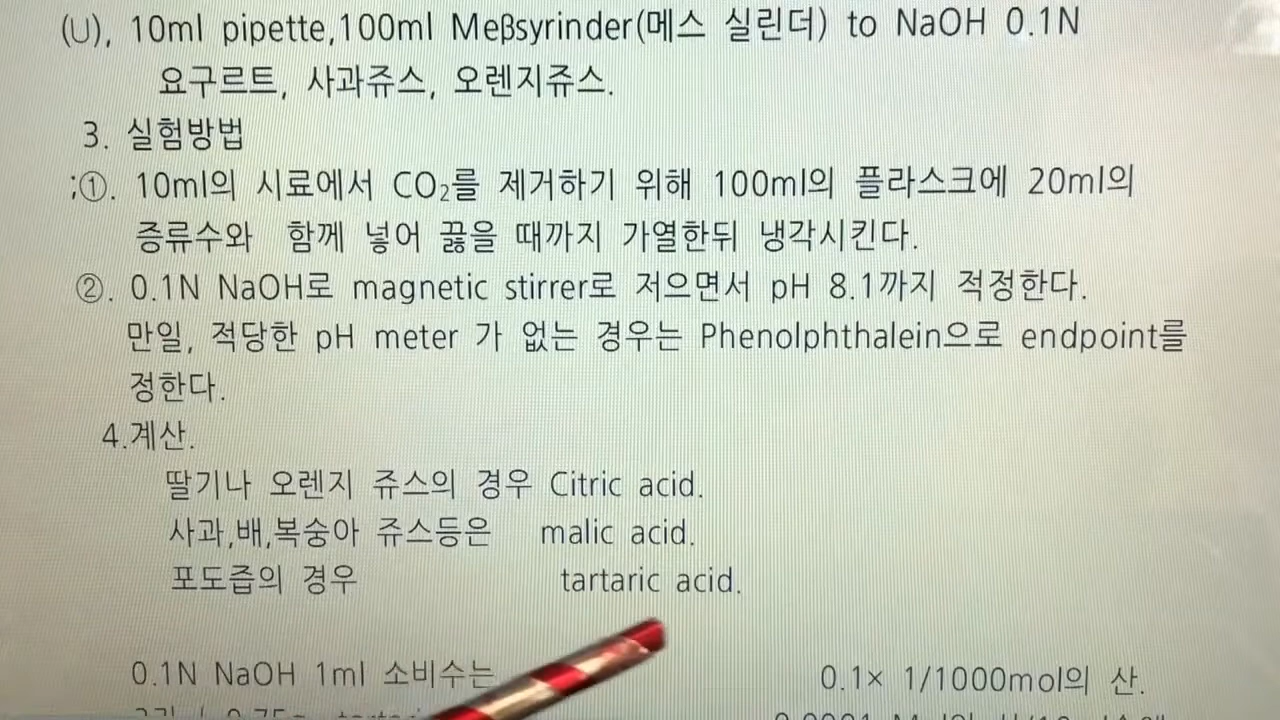 (U), 10ml pipette,100ml Meβsyrinder(메스 실린더) to NaOH 0.1N
요구르트, 사과쥬스, 오렌지쥬스.
3. 실험방법
;①. 10ml의 시료에서 CO₂를 제거하기 위해 100ml의 플라스크에 20ml의
증류수와 함께 넣어 끓을 때까지 가열한뒤 냉각시킨다.
②. 0.1N NaOH로 magnetic stirrer로 저으면서 pH 8.1까지 적정한다.
만일, 적당한 pH meter 가 없는 경우는 Phenolphthalein으로 endpoint를
정한다.
4.계산.
딸기나 오렌지 쥬스의 경우 Citric acid.
사과,배,복숭아 쥬스등은 malic acid.
포도즙의 경우 tartaric acid.
0.1N NaOH 1ml 소비수는 0.1× 1/1000mol의 산.